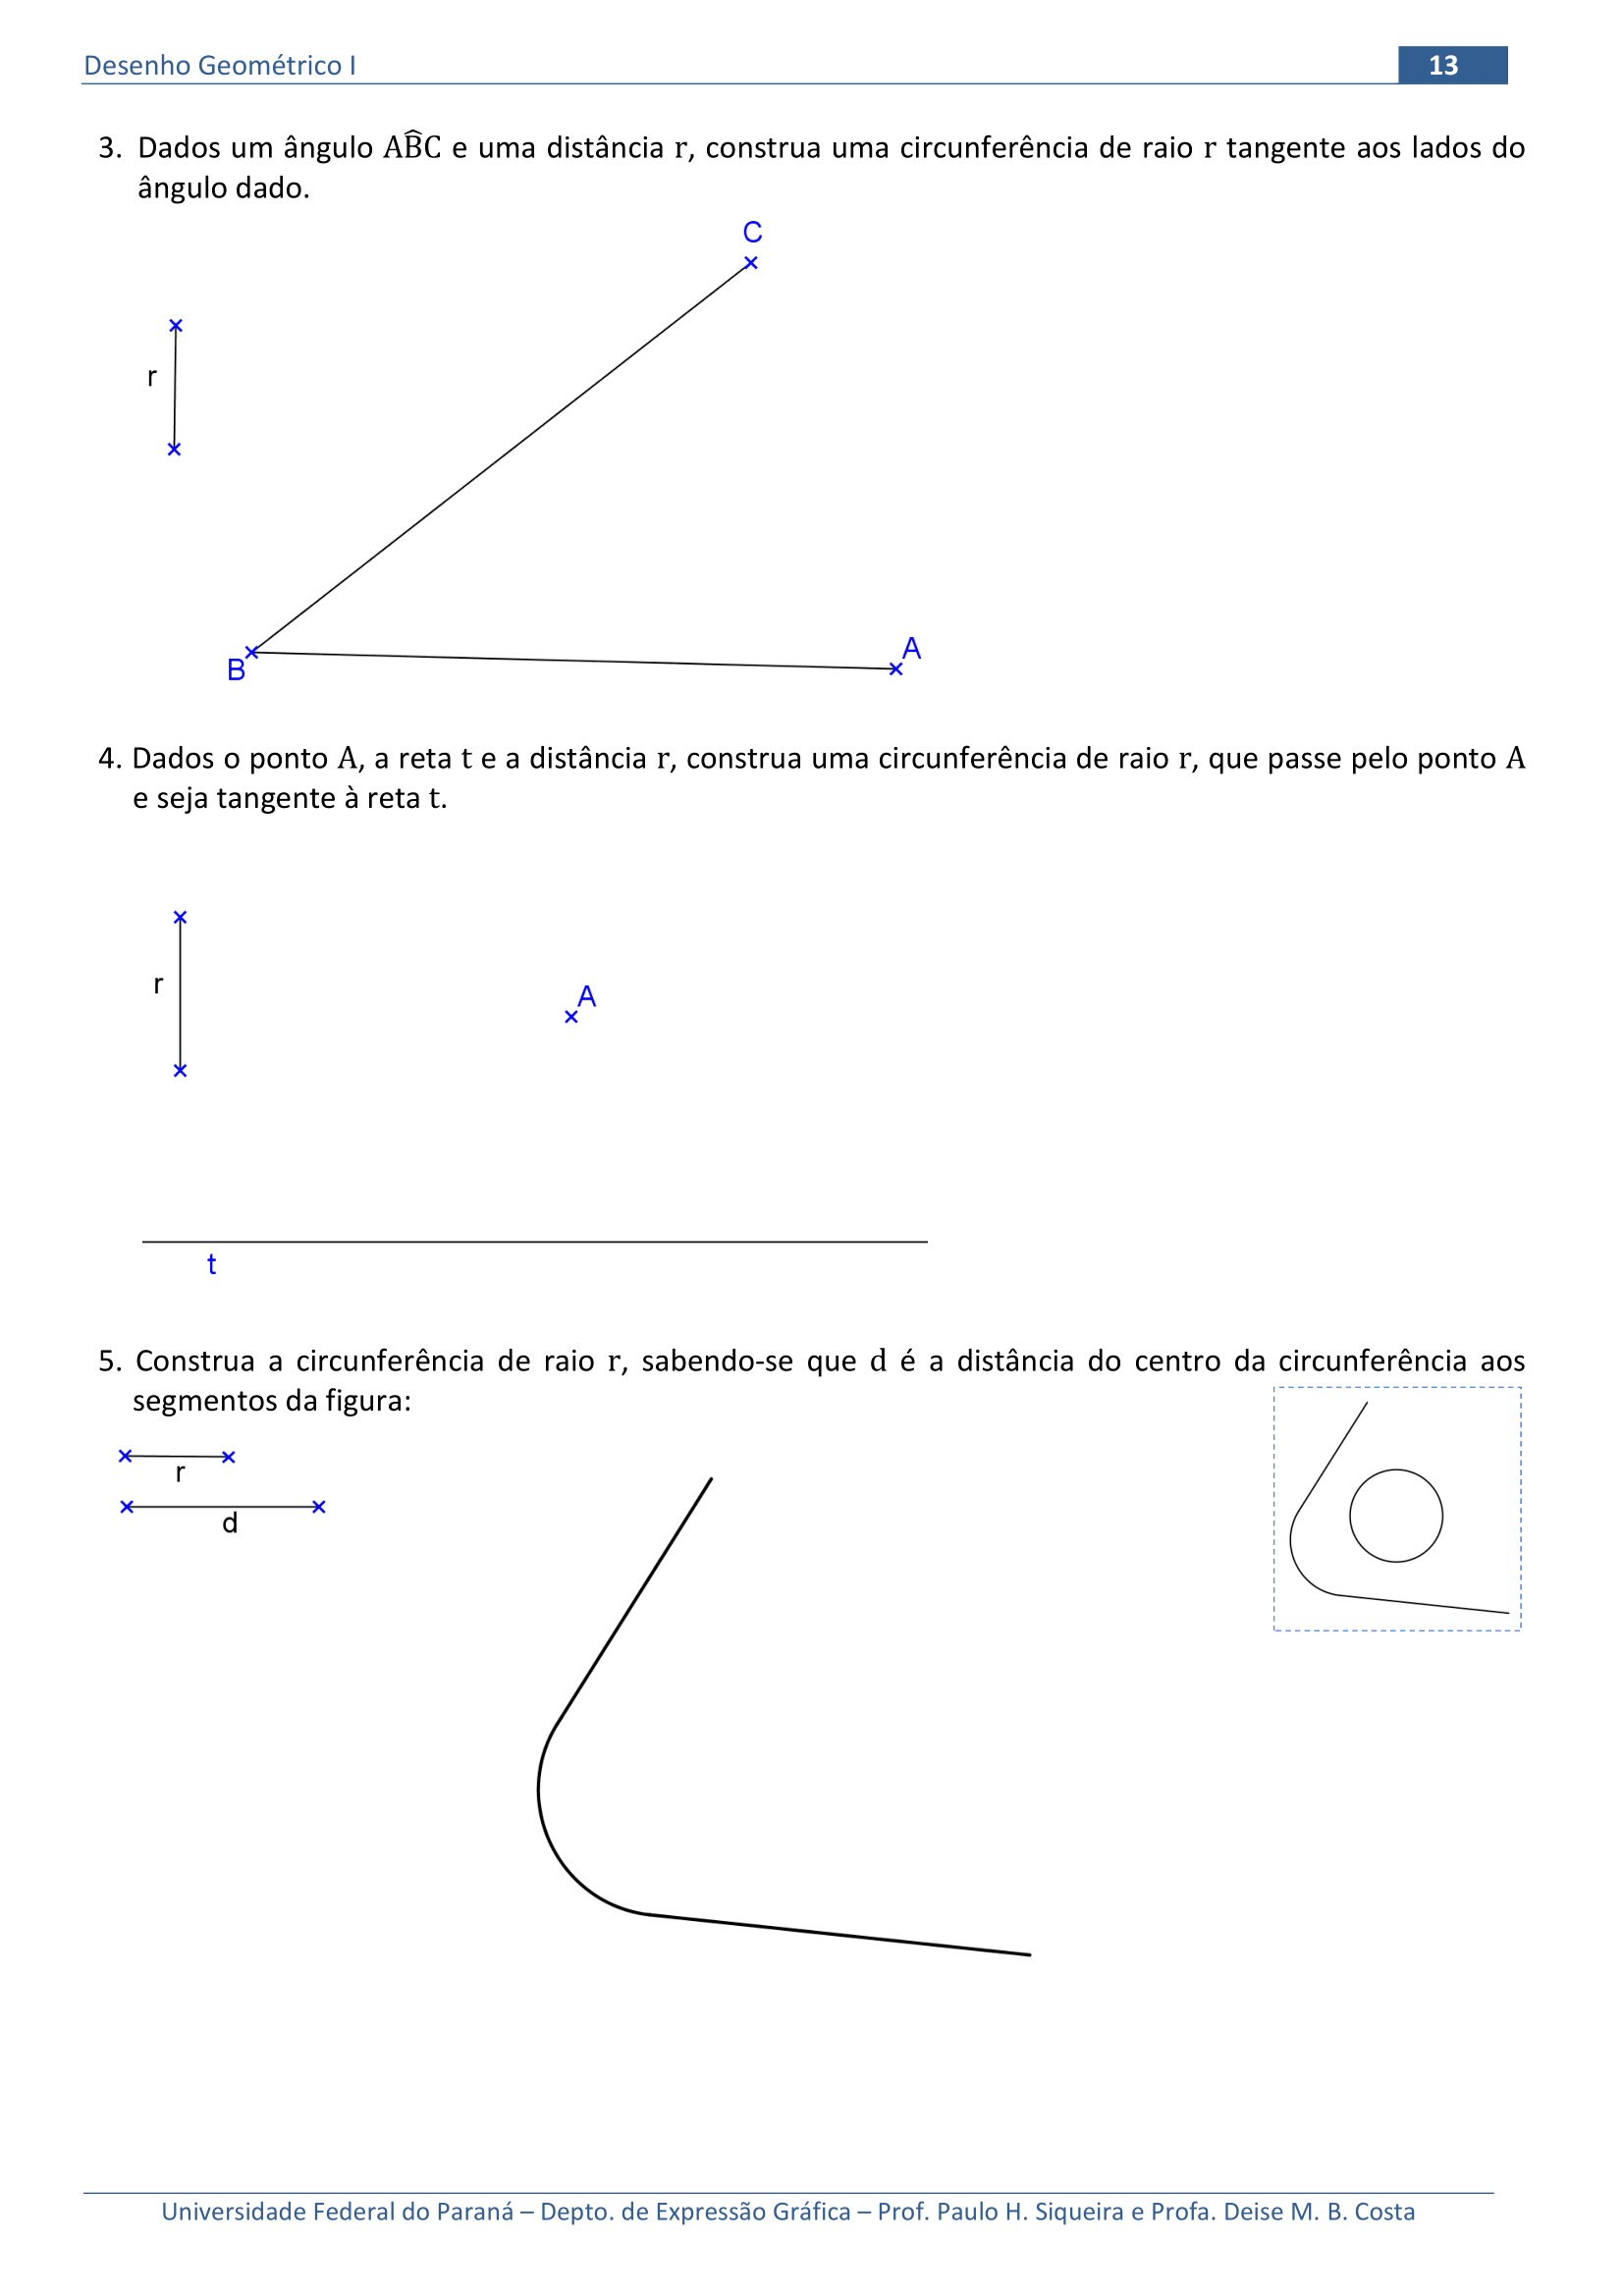 Desenho Geométrico I
13
3. Dados um ângulo AB̂C e uma distância r, construa uma circunferência de raio r tangente aos lados do
ângulo dado.
C
r
B
A
4. Dados o ponto A, a reta t e a distância r, construa uma circunferência de raio r, que passe pelo ponto A
e seja tangente à reta t.
r
A
t
5. Construa a circunferência de raio r, sabendo-se que d é a distância do centro da circunferência aos
segmentos da figura:
r
d
Universidade Federal do Paraná – Depto. de Expressão Gráfica – Prof. Paulo H. Siqueira e Profa. Deise M. B. Costa